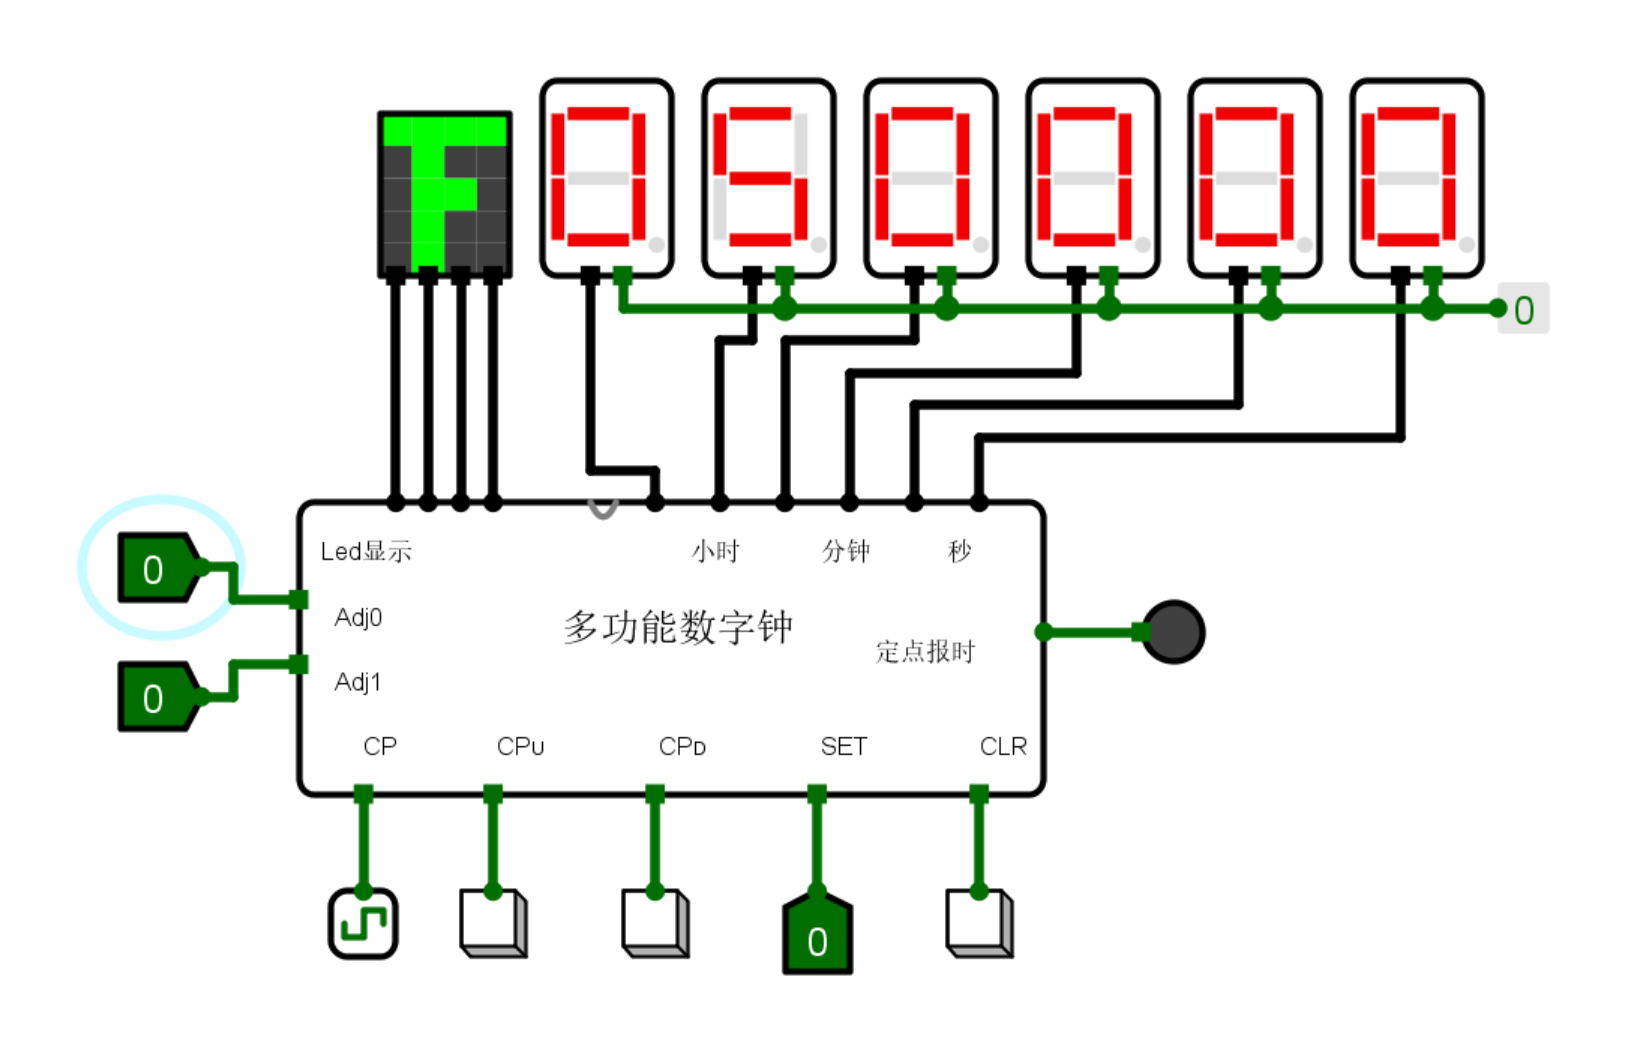 050000
0
Led显示 小时 分钟 秒
0
Adj0
多功能数字钟
定点报时
0
Adj1
CP CPU CPD SET CLR
0